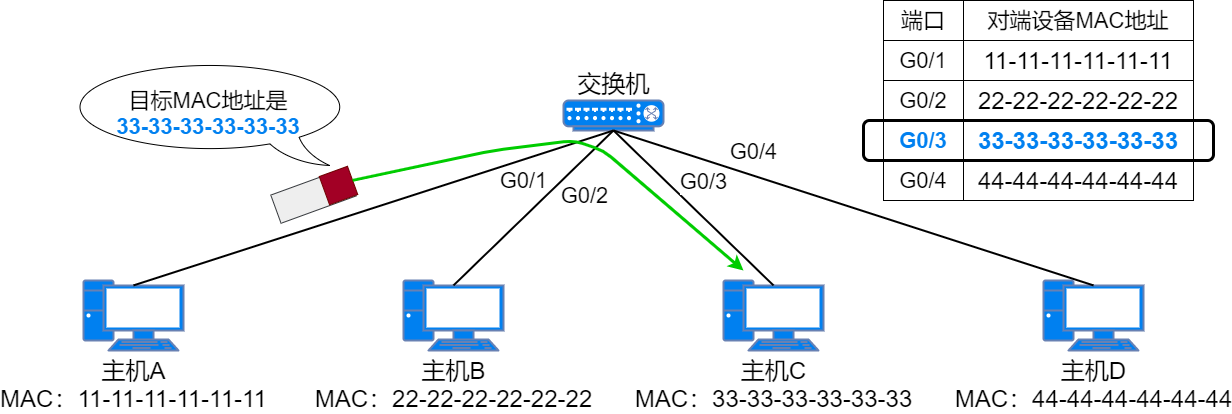 端口 对端设备MAC地址
G0/1 11-11-11-11-11-11
G0/2 22-22-22-22-22-22
G0/3 33-33-33-33-33-33
G0/4 44-44-44-44-44-44
交换机
目标MAC地址是
33-33-33-33-33-33
G0/1
G0/2
G0/3
G0/4
主机A
MAC：11-11-11-11-11-11
主机B
MAC：22-22-22-22-22-22
主机C
MAC：33-33-33-33-33-33
主机D
MAC：44-44-44-44-44-44